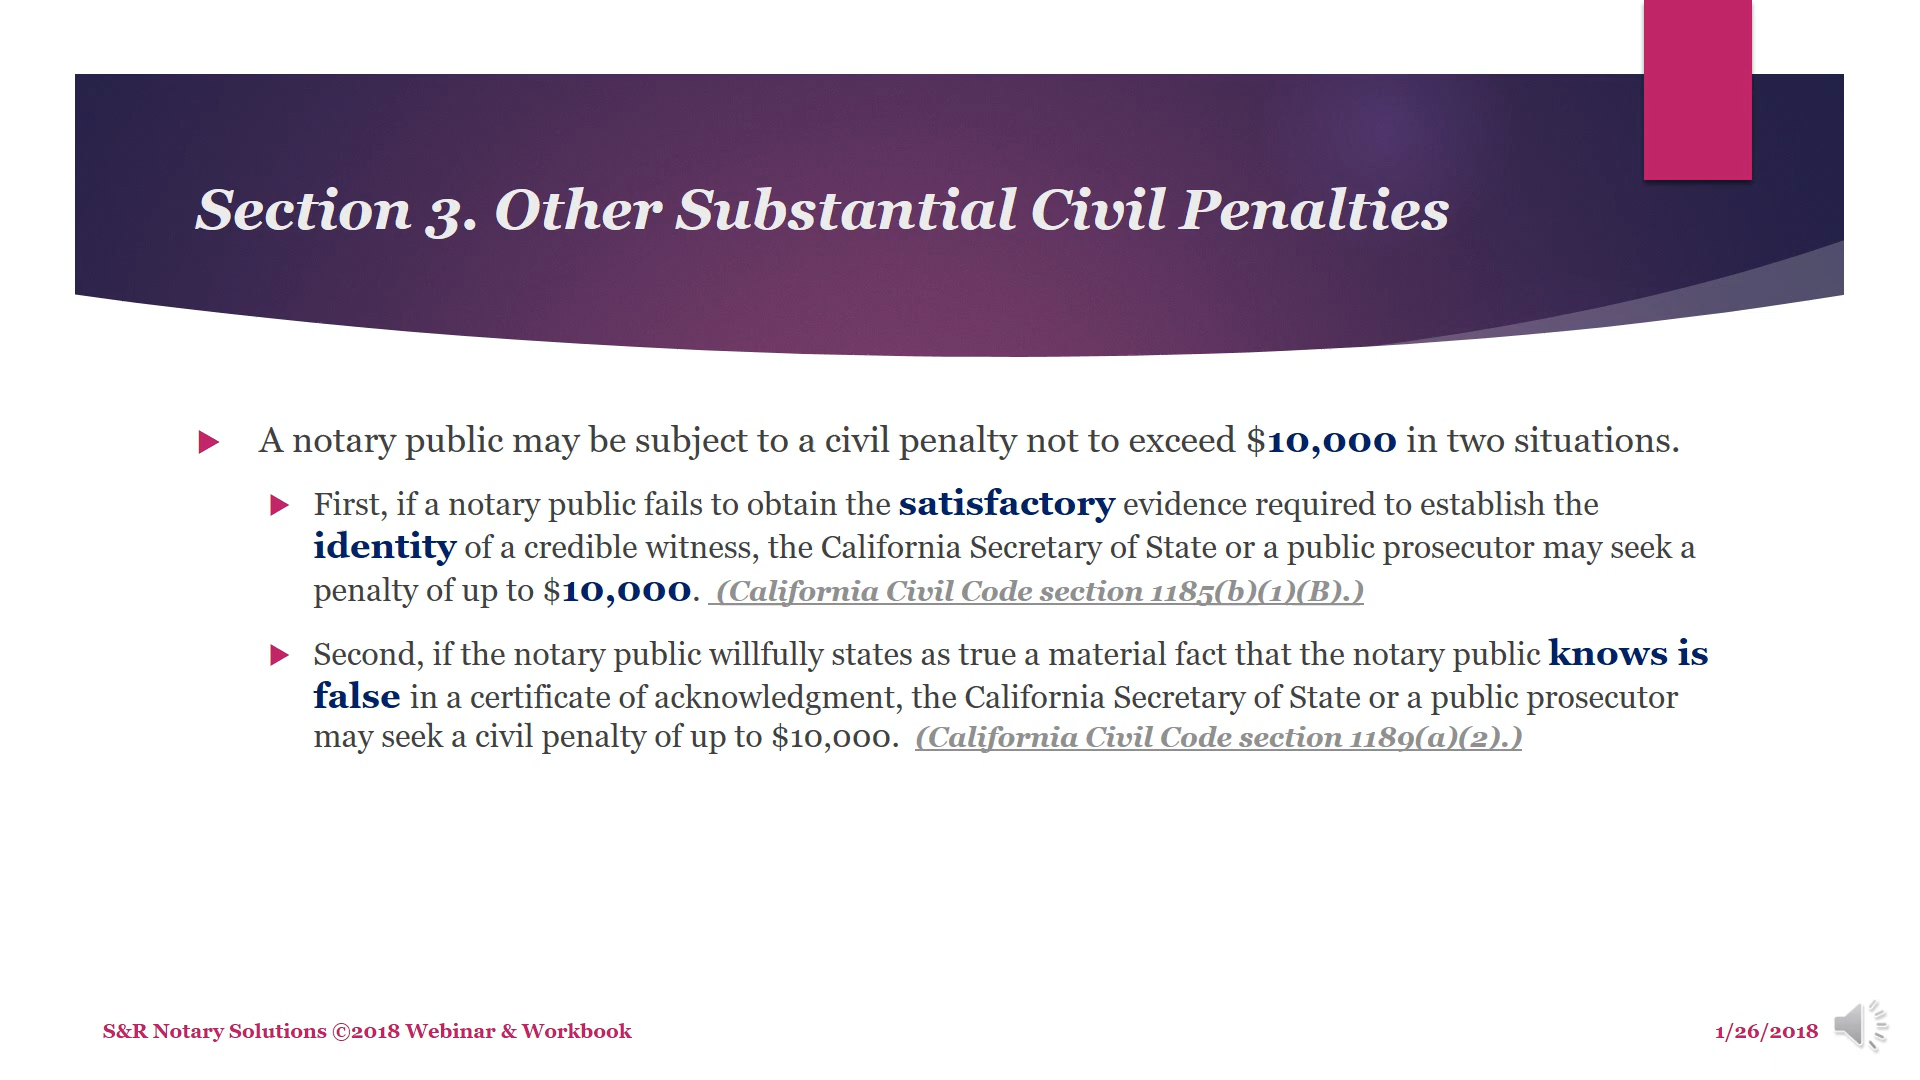 Section 3. Other Substantial Civil Penalties
A notary public may be subject to a civil penalty not to exceed $10,000 in two situations.
First, if a notary public fails to obtain the satisfactory evidence required to establish the
identity of a credible witness, the California Secretary of State or a public prosecutor may seek a
penalty of up to $10,000. (California Civil Code section 1185(b)(1)(B).)
Second, if the notary public willfully states as true a material fact that the notary public knows is
false in a certificate of acknowledgment, the California Secretary of State or a public prosecutor
may seek a civil penalty of up to $10,000. (California Civil Code section 1189(a)(2).)
S&R Notary Solutions ©2018 Webinar & Workbook
1/26/2018